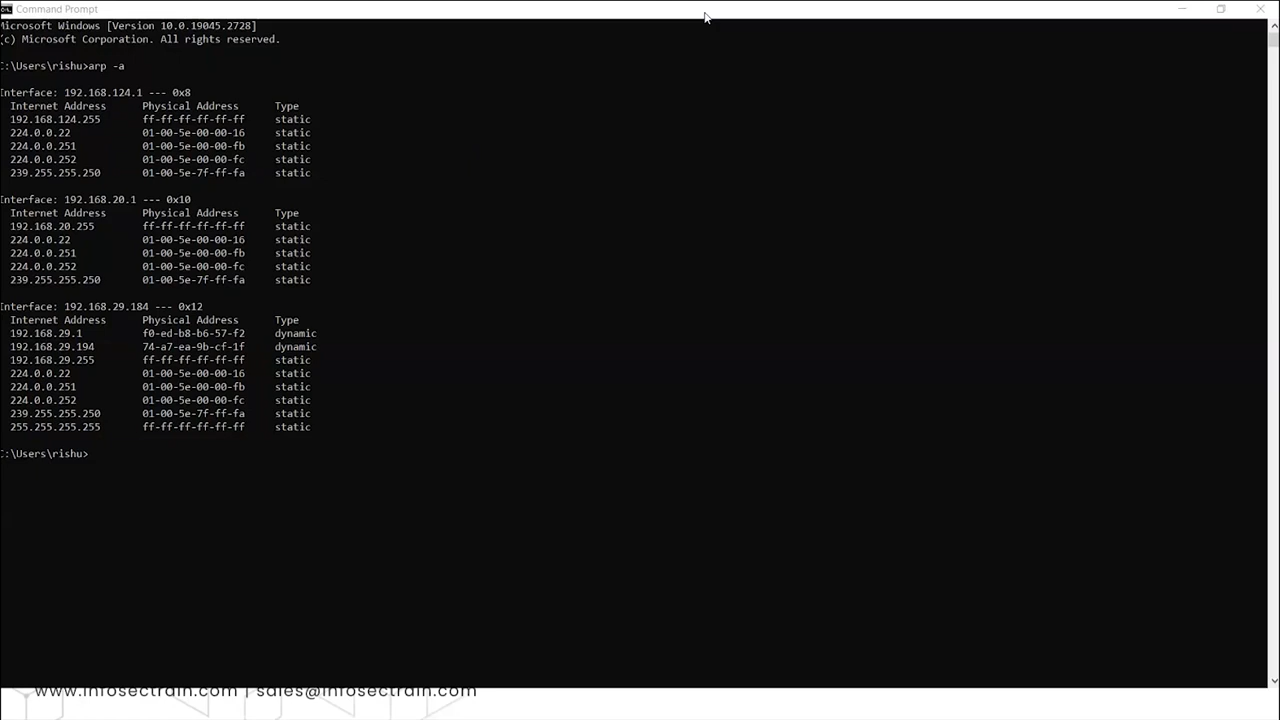 Command Prompt
Microsoft Windows [Version 10.0.19045.2728]
(c) Microsoft Corporation. All rights reserved.
C:\Users\rishu>arp -a
Interface: 192.168.124.1 --- 0x8
Internet Address Physical Address Type
192.168.124.255 ff-ff-ff-ff-ff-ff static
224.0.0.22 01-00-5e-00-00-16 static
224.0.0.251 01-00-5e-00-00-fb static
224.0.0.252 01-00-5e-00-00-fc static
239.255.255.250 01-00-5e-7f-ff-fa static
Interface: 192.168.20.1 --- 0x10
Internet Address Physical Address Type
192.168.20.255 ff-ff-ff-ff-ff-ff static
224.0.0.22 01-00-5e-00-00-16 static
224.0.0.251 01-00-5e-00-00-fb static
224.0.0.252 01-00-5e-00-00-fc static
239.255.255.250 01-00-5e-7f-ff-fa static
Interface: 192.168.29.184 --- 0x12
Internet Address Physical Address Type
192.168.29.1 f0-ed-b8-b6-57-f2 dynamic
192.168.29.194 74-a7-ea-9b-cf-1f dynamic
192.168.29.255 ff-ff-ff-ff-ff-ff static
224.0.0.22 01-00-5e-00-00-16 static
224.0.0.251 01-00-5e-00-00-fb static
224.0.0.252 01-00-5e-00-00-fc static
239.255.255.250 01-00-5e-7f-ff-fa static
255.255.255.255 ff-ff-ff-ff-ff-ff static
C:\Users\rishu>
www.infosectrain.com | sales@infosectrain.com